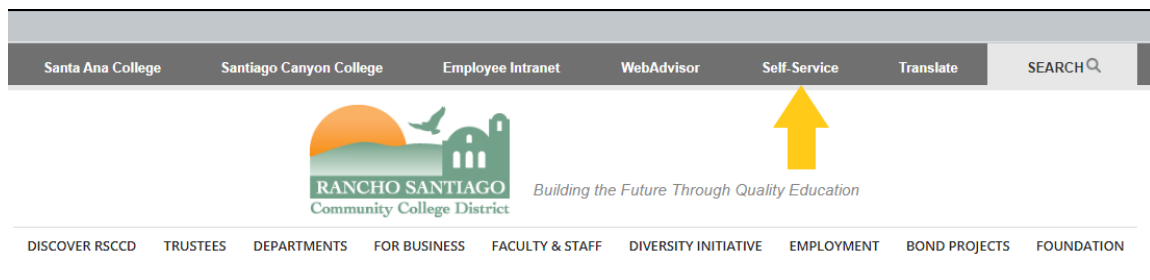 Santa Ana College Santiago Canyon College Employee Intranet WebAdvisor Self-Service Translate SEARCH
RANCHO SANTIAGO
Community College District
Building the Future Through Quality Education
DISCOVER RSCCD TRUSTEES DEPARTMENTS FOR BUSINESS FACULTY & STAFF DIVERSITY INITIATIVE EMPLOYMENT BOND PROJECTS FOUNDATION